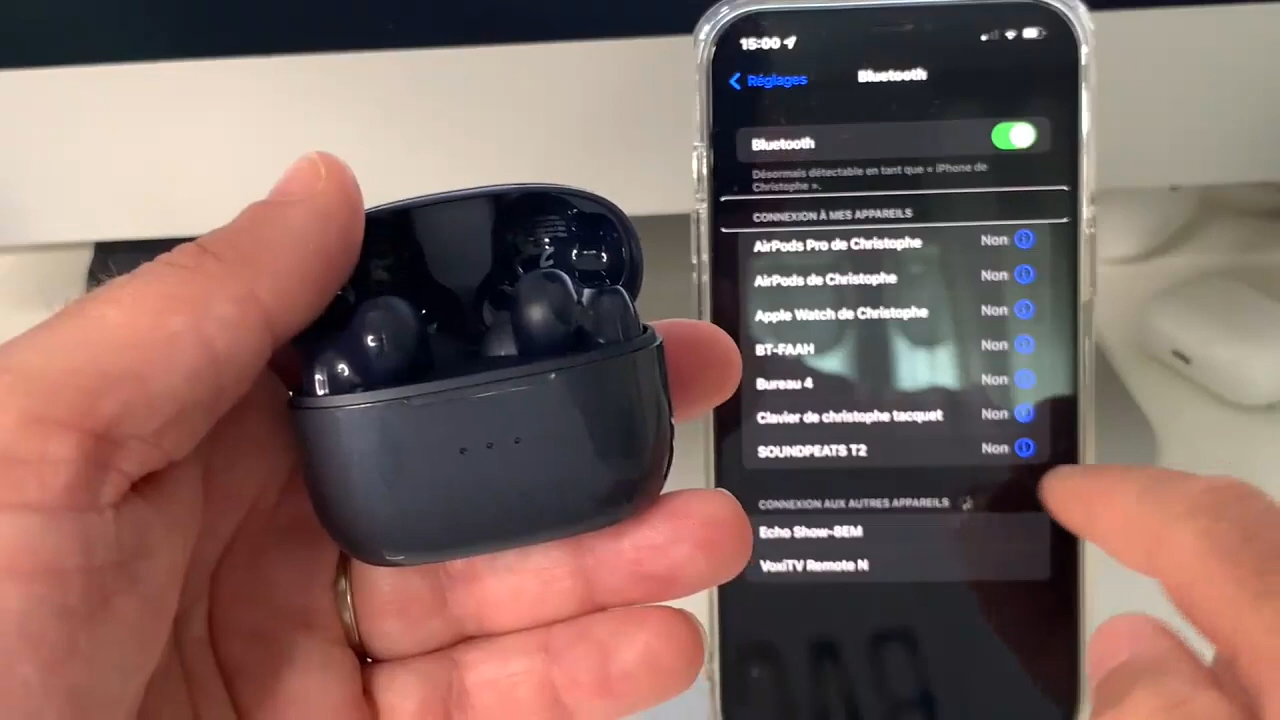 15:00
Réglages
Bluetooth
Bluetooth
Désormais détectable en tant que « iPhone de
Christophe ».
CONNEXION À MES APPAREILS
AirPods Pro de Christophe Non
AirPods de Christophe Non
Apple Watch de Christophe Non
BT-FAAH Non
Bureau 4 Non
Clavier de christophe tacquet Non
SOUNDPEATS T2 Non
CONNEXION AUX AUTRES APPAREILS
Echo Show-8EM
VoxiTV Remote N